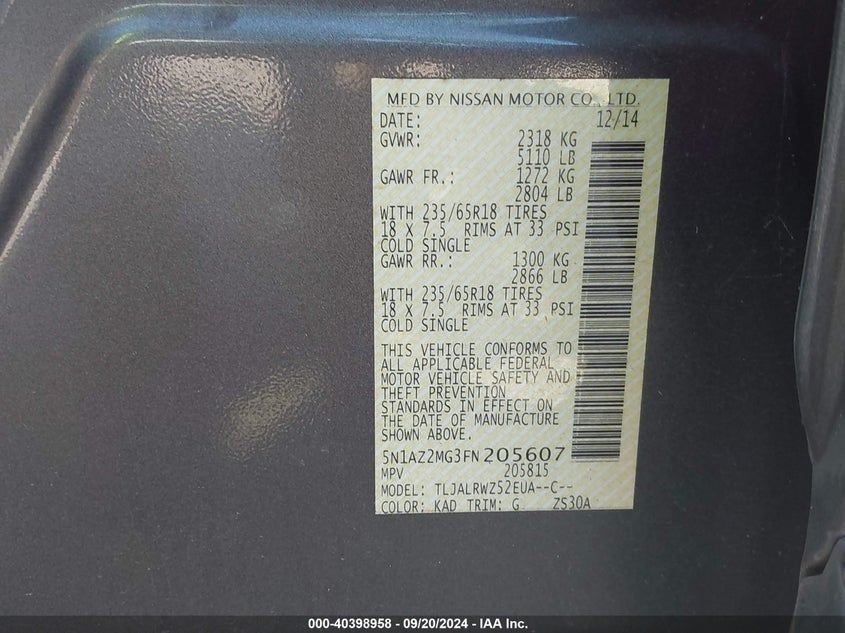 MFD BY NISSAN MOTOR CO., LTD.
DATE: 12/14
GVWR: 2318 KG
5110 LB
GAWR FR.: 1272 KG
2804 LB
WITH 235/65R18 TIRES
18 X 7.5 RIMS AT 33 PSI
COLD SINGLE
GAWR RR.: 1300 KG
2866 LB
WITH 235/65R18 TIRES
18 X 7.5 RIMS AT 33 PSI
COLD SINGLE
THIS VEHICLE CONFORMS TO
ALL APPLICABLE FEDERAL
MOTOR VEHICLE SAFETY AND
THEFT PREVENTION
STANDARDS IN EFFECT ON
THE DATE OF MANUFACTURE
SHOWN ABOVE.
5N1AZ2MG3FN205607
MPV 205815
MODEL: TLJALRWZ52EUA--C--
COLOR: KAD TRIM: G ZS30A
000-40398958 - 09/20/2024 - IAA Inc.